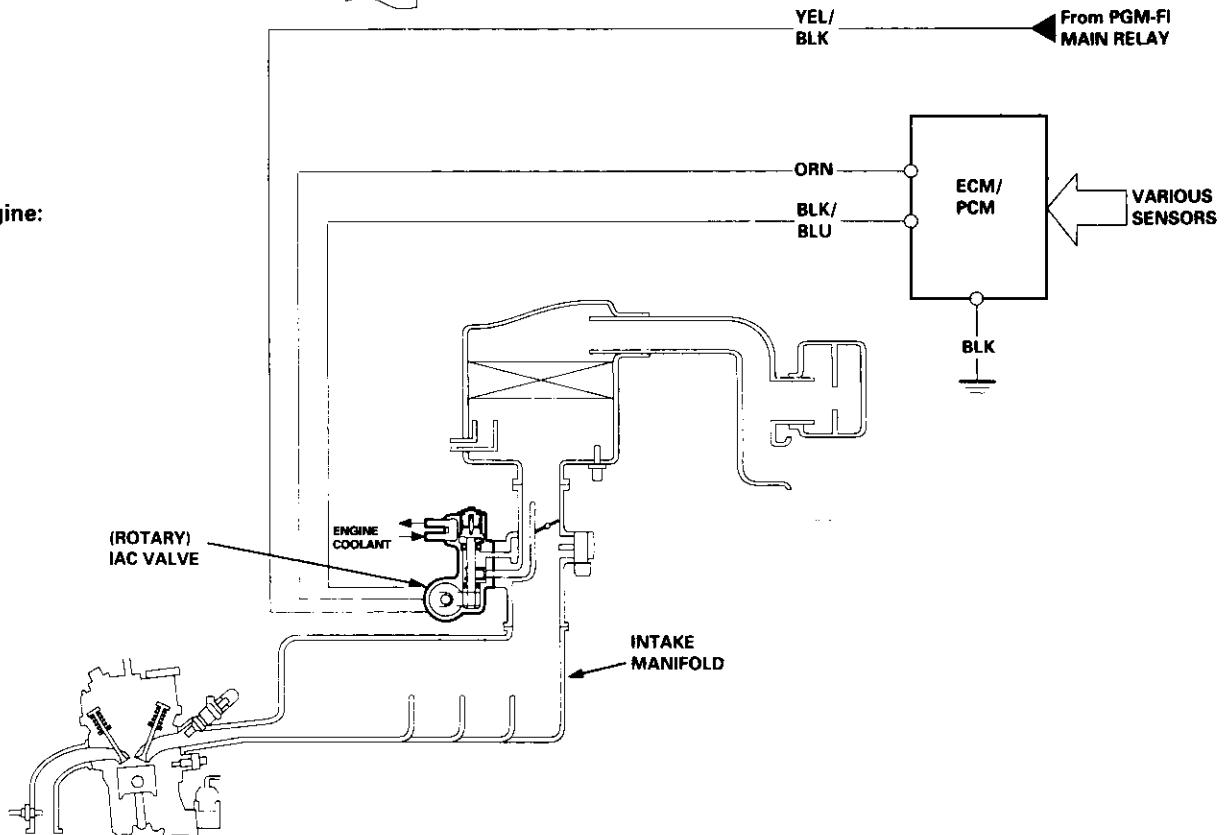 YEL/
BLK
From PGM-FI
MAIN RELAY
ORN
ECM/
PCM
VARIOUS
SENSORS
gine:
BLK/
BLU
BLK
(ROTARY)
IAC VALVE
ENGINE
COOLANT
INTAKE
MANIFOLD